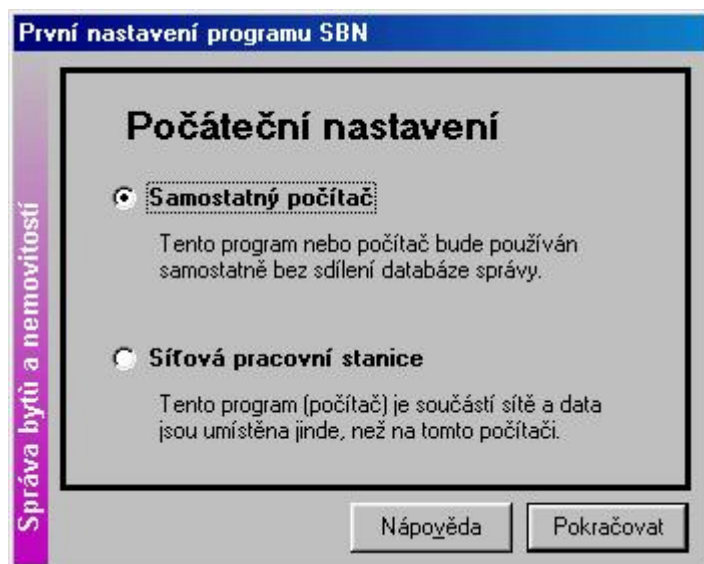 První nastavení programu SBN
Správa bytů a nemovitostí
Počáteční nastavení
Samostatný počítač
Tento program nebo počítač bude používán
samostatně bez sdílení databáze správy.
Síťová pracovní stanice
Tento program (počítač) je součástí sítě a data
jsou umístěna jinde, než na tomto počítači.
Nápověda
Pokračovat